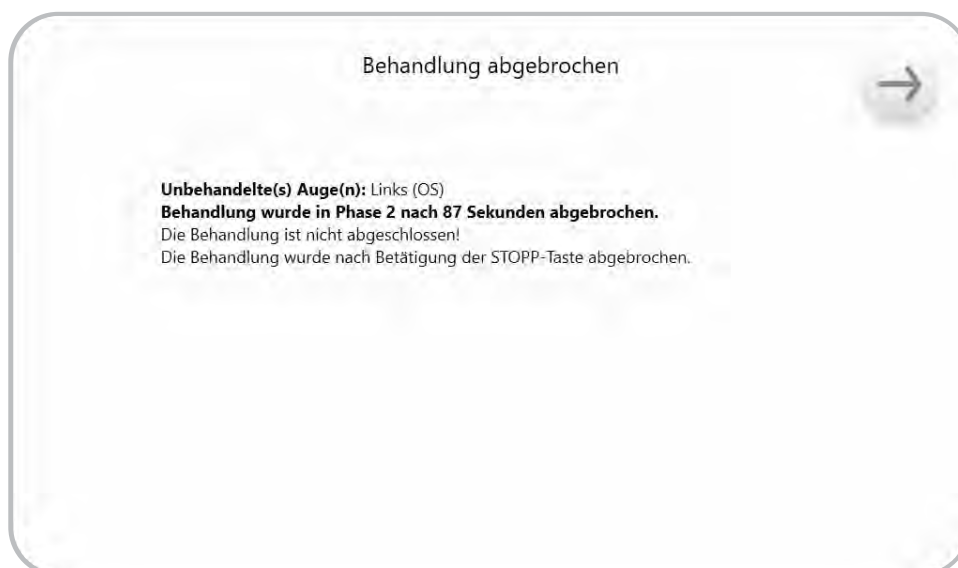 Behandlung abgebrochen
Unbehandelte(s) Auge(n): Links (OS)
Behandlung wurde in Phase 2 nach 87 Sekunden abgebrochen.
Die Behandlung ist nicht abgeschlossen!
Die Behandlung wurde nach Betätigung der STOPP-Taste abgebrochen.